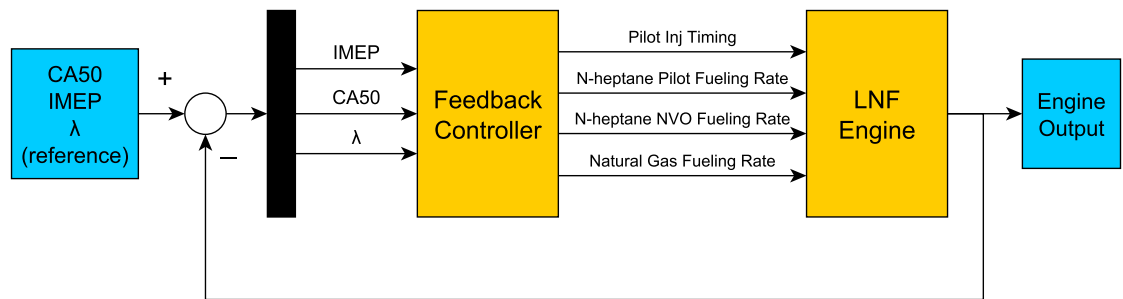 CA50
IMEP
λ
(reference)
+
–
IMEP
CA50
λ
Feedback
Controller
Pilot Inj Timing
N-heptane Pilot Fueling Rate
N-heptane NVO Fueling Rate
Natural Gas Fueling Rate
LNF
Engine
Engine
Output